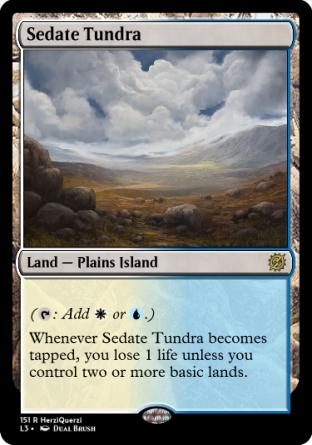 Sedate Tundra
Land — Plains Island
(: Add or .)
Whenever Sedate Tundra becomes
tapped, you lose 1 life unless you
control two or more basic lands.
151 R HerziQuerzi
L3 • Dual Brush